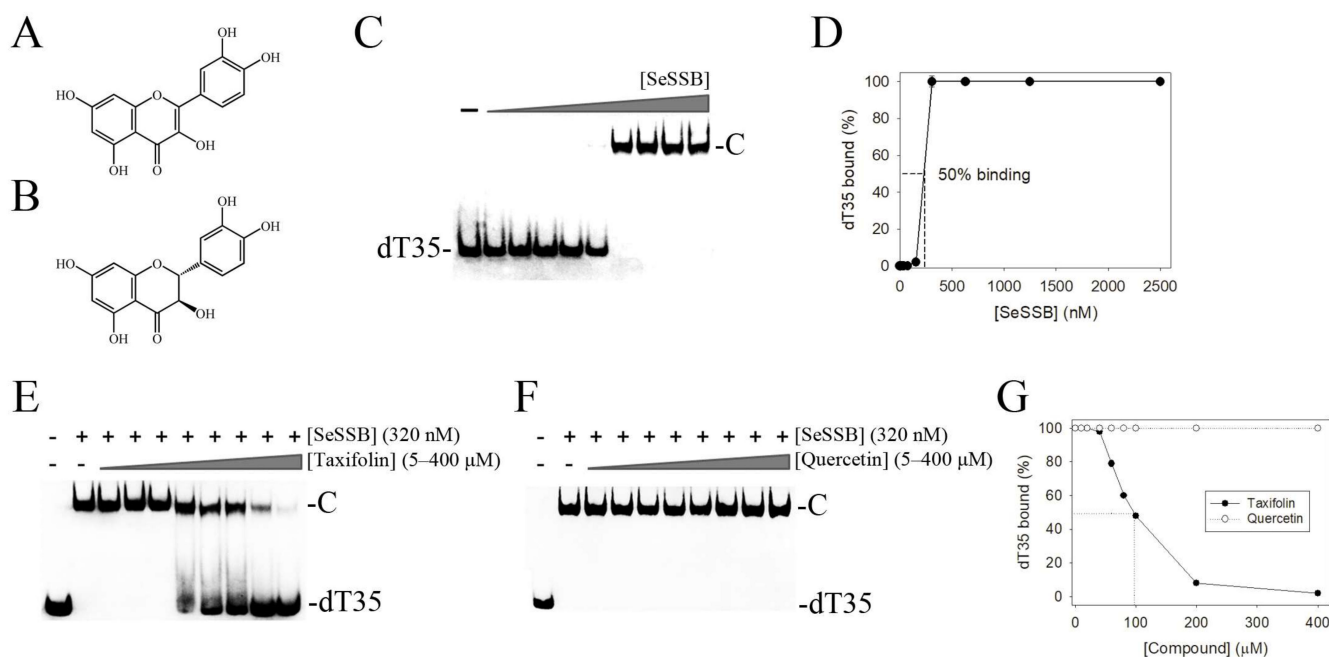 A
OH
OH
HO
O
OH
OH
O
B
OH
OH
HO
O
OH
OH
O
C
[SeSSB]
–
-C
dT35-
D
dT35 bound (%)
100
80
60
40
20
0
50% binding
0 500 1000 1500 2000 2500
[SeSSB] (nM)
E
- + + + + + + + + + [SeSSB] (320 nM)
- - [Taxifolin] (5–400 μM)
-C
-dT35
F
- + + + + + + + + + [SeSSB] (320 nM)
- - [Quercetin] (5–400 μM)
-C
-dT35
G
dT35 bound (%)
100
80
60
40
20
0
Taxifolin
Quercetin
0 100 200 300 400
[Compound] (μM)